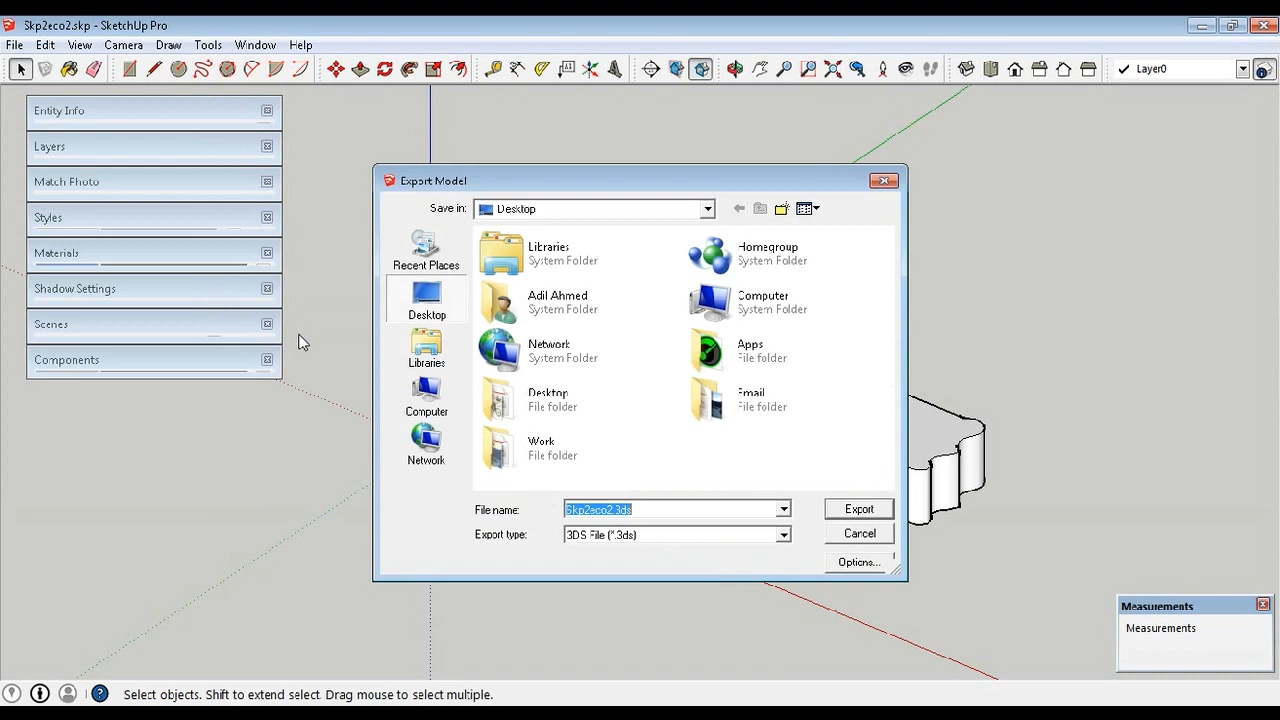 Skp2eco2.skp - SketchUp Pro
File Edit View Camera Draw Tools Window Help
Layer0
Entity Info
Layers
Match Photo
Styles
Materials
Shadow Settings
Scenes
Components
Export Model
Save in: Desktop
Recent Places
Desktop
Libraries
Computer
Network
Libraries
System Folder
Homegroup
System Folder
Adil Ahmed
System Folder
Computer
System Folder
Network
System Folder
Apps
File folder
Desktop
File folder
Email
File folder
Work
File folder
File name: Skp2eco2.3ds
Export
Export type: 3DS File (*.3ds)
Cancel
Options...
Measurements
Measurements
Select objects. Shift to extend select. Drag mouse to select multiple.